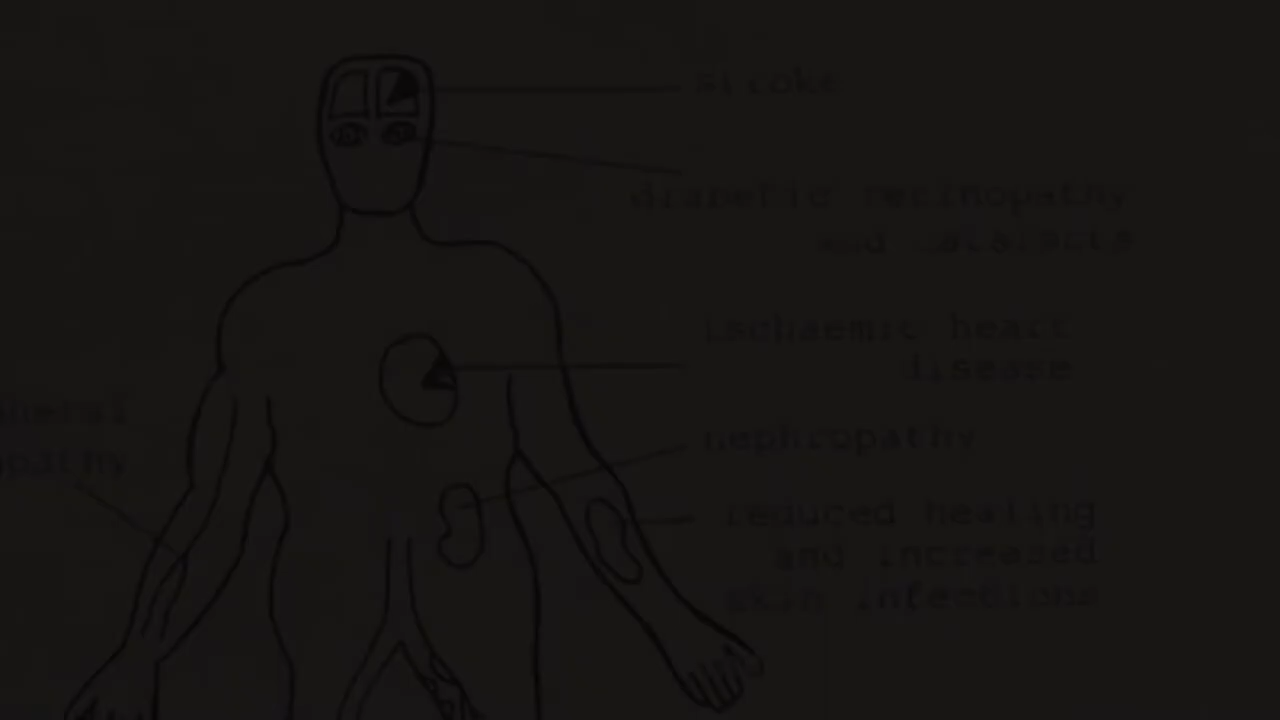 stroke
diabetic retinopathy
and cataracts
ischaemic heart
disease
nephropathy
reduced healing
and increased
skin infections